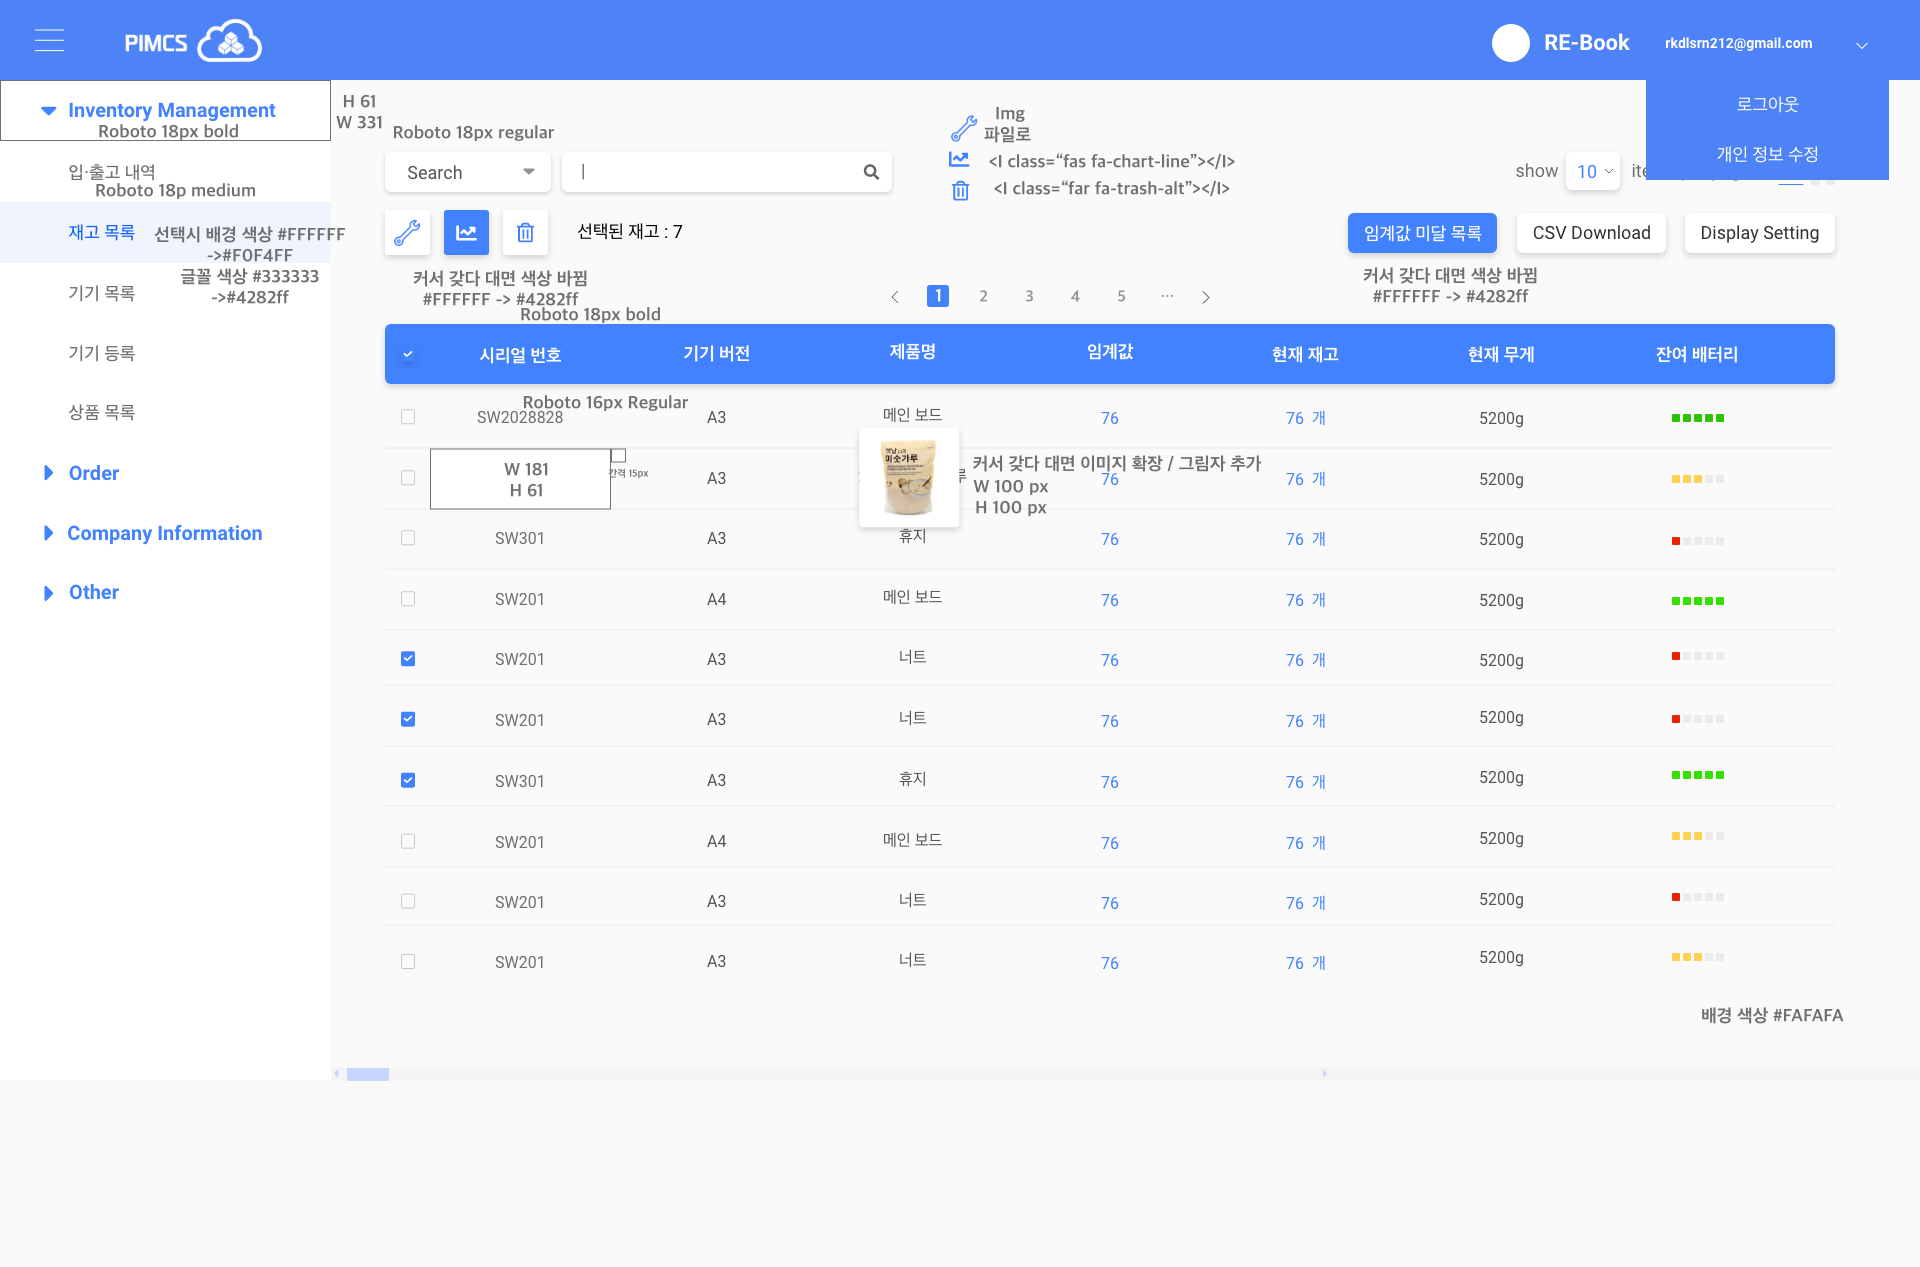 PIMCS
RE-Book
rkdlsrn212@gmail.com
로그아웃
개인 정보 수정
Inventory Management
Roboto 18px bold
H 61
W 331
입·출고 내역
Roboto 18p medium
재고 목록
선택시 배경 색상 #FFFFFF
->#F0F4FF
글꼴 색상 #333333
->#4282ff
기기 목록
기기 등록
상품 목록
Order
Company Information
Other
Roboto 18px regular
Search
Img
파일로
<I class=“fas fa-chart-line”></I>
<I class=“far fa-trash-alt”></I>
show 10
선택된 재고 : 7
임계값 미달 목록
CSV Download
Display Setting
커서 갖다 대면 색상 바뀜
#FFFFFF -> #4282ff
Roboto 18px bold
커서 갖다 대면 색상 바뀜
#FFFFFF -> #4282ff
1 2 3 4 5 ···
시리얼 번호 기기 버전 제품명 임계값 현재 재고 현재 무게 잔여 배터리
Roboto 16px Regular
SW2028828 A3 메인 보드 76 76 개 5200g
W 181
H 61
간격 15px
A3 76 76 개 5200g
미숫가루
커서 갖다 대면 이미지 확장 / 그림자 추가
W 100 px
H 100 px
SW301 A3 휴지 76 76 개 5200g
SW201 A4 메인 보드 76 76 개 5200g
SW201 A3 너트 76 76 개 5200g
SW201 A3 너트 76 76 개 5200g
SW301 A3 휴지 76 76 개 5200g
SW201 A4 메인 보드 76 76 개 5200g
SW201 A3 너트 76 76 개 5200g
SW201 A3 너트 76 76 개 5200g
배경 색상 #FAFAFA